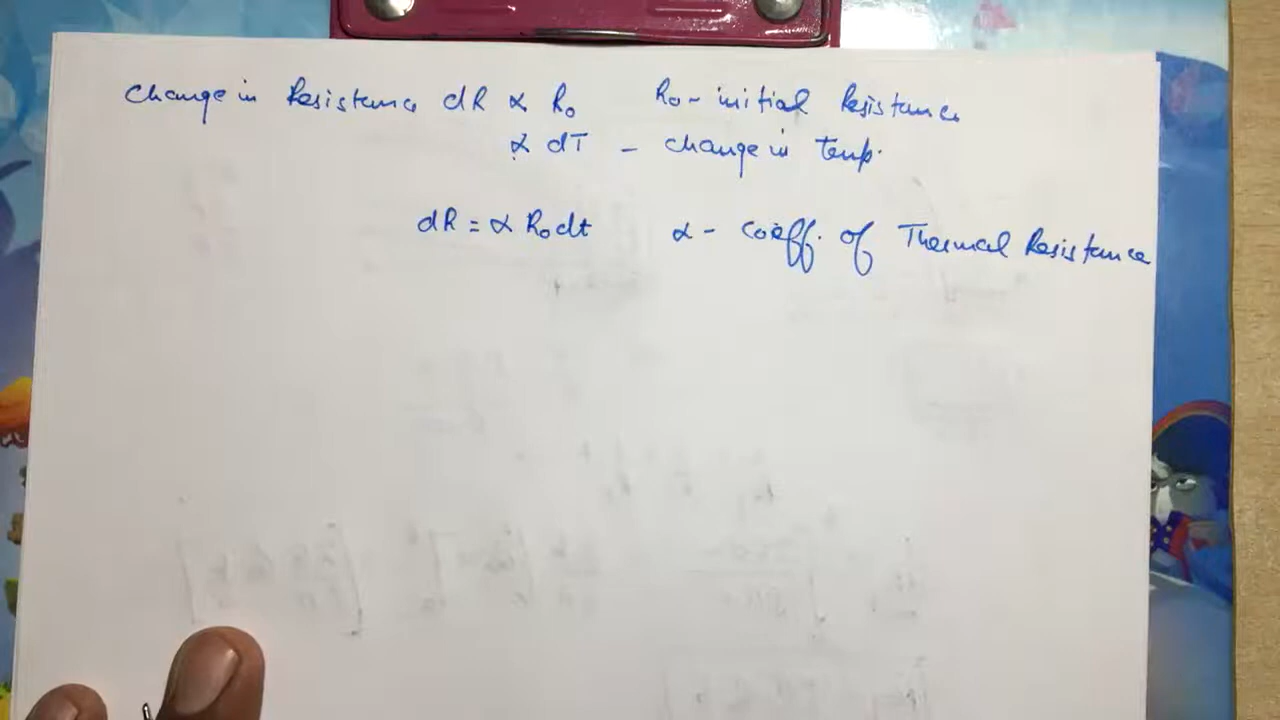 Change in Resistance dR ∝ R₀ R₀ - initial Resistance
∝ dT - change in temp.
dR = α R₀ dt α - Coeff. of Thermal Resistance